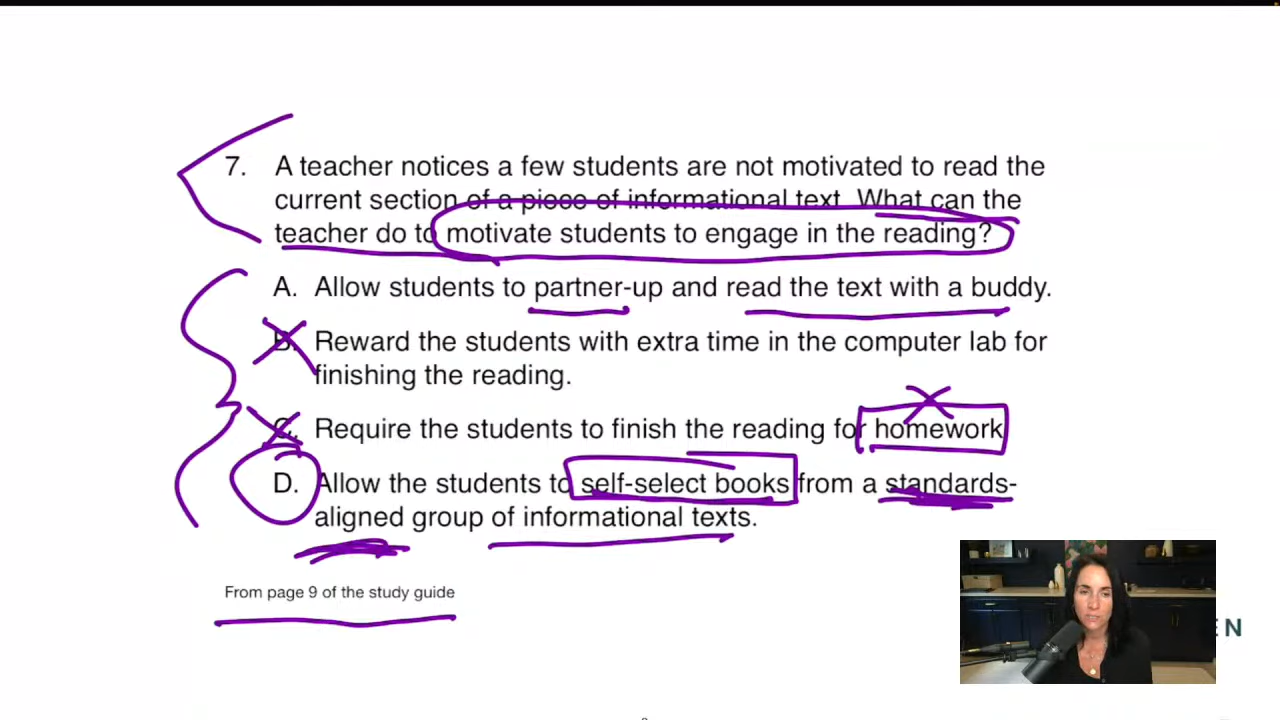 7. A teacher notices a few students are not motivated to read the
current section of a piece of informational text. What can the
teacher do to motivate students to engage in the reading?
A. Allow students to partner-up and read the text with a buddy.
B. Reward the students with extra time in the computer lab for
finishing the reading.
C. Require the students to finish the reading for homework
D. Allow the students to self-select books from a standards-
aligned group of informational texts.
From page 9 of the study guide
EN